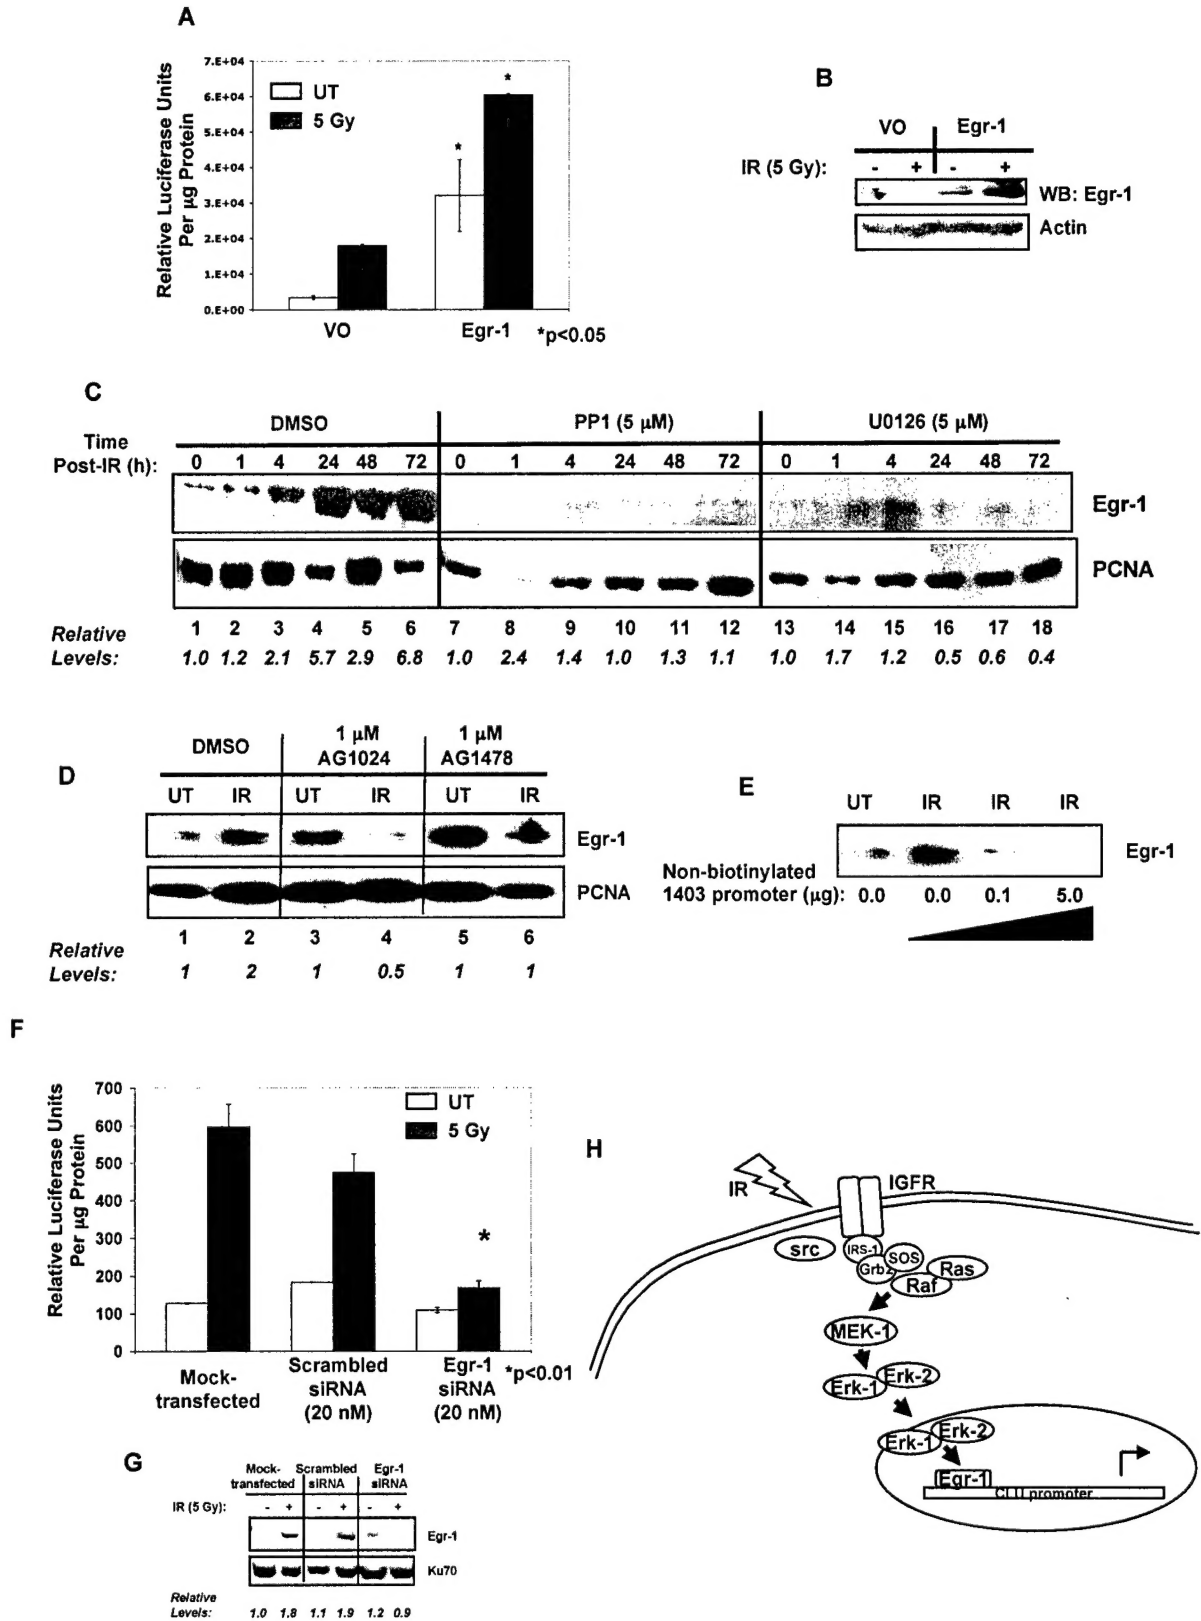 A
Relative Luciferase Units
Per µg Protein
7.E+04
6.E+04
5.E+04
4.E+04
3.E+04
2.E+04
1.E+04
0.E+00
UT
5 Gy
* *
VO Egr-1 *p<0.05
B
VO Egr-1
IR (5 Gy): - + - +
WB: Egr-1
Actin
C
DMSO PP1 (5 µM) U0126 (5 µM)
Time
Post-IR (h): 0 1 4 24 48 72 0 1 4 24 48 72 0 1 4 24 48 72
Egr-1
PCNA
1 2 3 4 5 6 7 8 9 10 11 12 13 14 15 16 17 18
Relative
Levels: 1.0 1.2 2.1 5.7 2.9 6.8 1.0 2.4 1.4 1.0 1.3 1.1 1.0 1.7 1.2 0.5 0.6 0.4
D
DMSO 1 µM AG1024 1 µM AG1478
UT IR UT IR UT IR
Egr-1
PCNA
1 2 3 4 5 6
Relative
Levels: 1 2 1 0.5 1 1
E
UT IR IR IR
Egr-1
Non-biotinylated
1403 promoter (µg): 0.0 0.0 0.1 5.0
F
Relative Luciferase Units
Per µg Protein
700
600
500
400
300
200
100
0
UT
5 Gy
*
Mock-transfected
Scrambled siRNA (20 nM)
Egr-1 siRNA (20 nM)
*p<0.01
G
Mock-transfected Scrambled siRNA Egr-1 siRNA
IR (5 Gy): - + - + - +
Egr-1
Ku70
Relative
Levels: 1.0 1.8 1.1 1.9 1.2 0.9
H
IR
IGFR
src
IRS-1
Grb2
SOS
Ras
Raf
MEK-1
Erk-1
Erk-2
Erk-1
Erk-2
Egr-1
CLU promoter